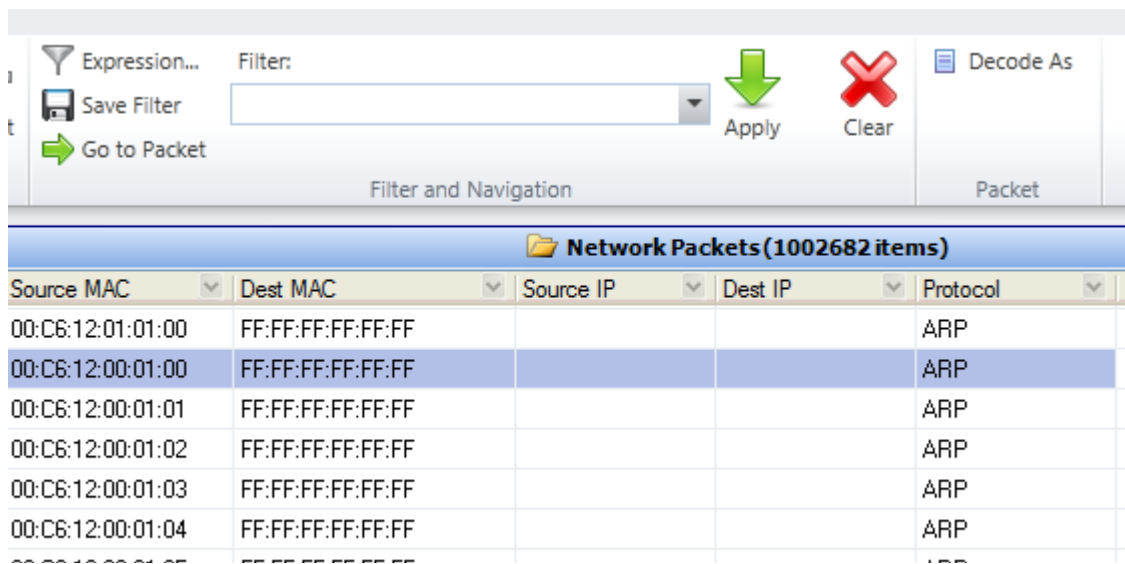 Expression... Filter:
Save Filter
Go to Packet
Apply Clear
Decode As
Filter and Navigation Packet
Network Packets (1002682 items)
Source MAC Dest MAC Source IP Dest IP Protocol
00:C6:12:01:01:00 FF:FF:FF:FF:FF:FF ARP
00:C6:12:00:01:00 FF:FF:FF:FF:FF:FF ARP
00:C6:12:00:01:01 FF:FF:FF:FF:FF:FF ARP
00:C6:12:00:01:02 FF:FF:FF:FF:FF:FF ARP
00:C6:12:00:01:03 FF:FF:FF:FF:FF:FF ARP
00:C6:12:00:01:04 FF:FF:FF:FF:FF:FF ARP